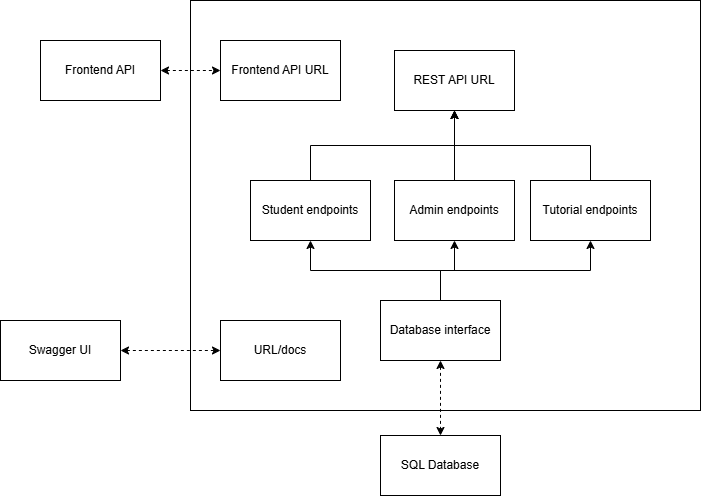 Frontend API
Frontend API URL
REST API URL
Student endpoints
Admin endpoints
Tutorial endpoints
Database interface
Swagger UI
URL/docs
SQL Database